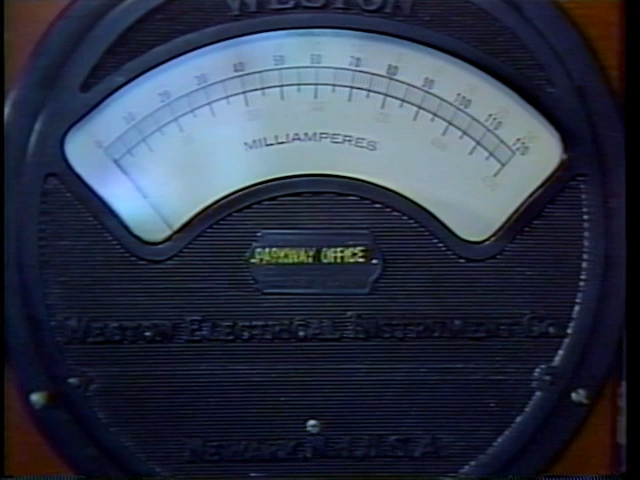 WESTON
0 10 20 30 40 50 60 70 80 90 100 110 120
MILLIAMPERES
PARKWAY OFFICE
WESTON ELECTRICAL INSTRUMENT CO.
NEWARK N.J. U.S.A.